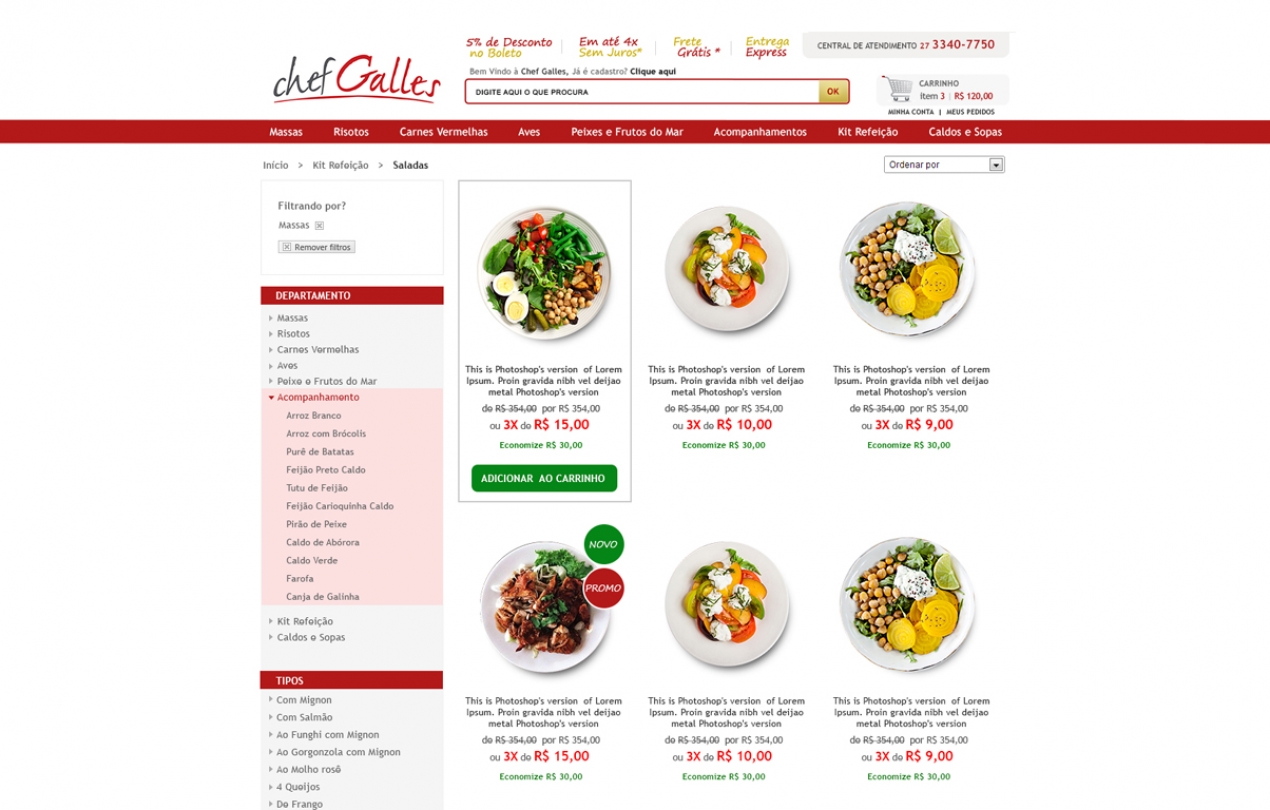 chef Galles
5% de Desconto
no Boleto
Em até 4x
Sem Juros*
Frete
Grátis *
Entrega
Express
CENTRAL DE ATENDIMENTO 27 3340-7750
Bem Vindo à Chef Galles, Já é cadastro? Clique aqui
DIGITE AQUI O QUE PROCURA
OK
CARRINHO
item 3 | R$ 120,00
MINHA CONTA | MEUS PEDIDOS
Massas
Risotos
Carnes Vermelhas
Aves
Peixes e Frutos do Mar
Acompanhamentos
Kit Refeição
Caldos e Sopas
Início > Kit Refeição > Saladas
Ordenar por
Filtrando por?
Massas
Remover filtros
DEPARTAMENTO
Massas
Risotos
Carnes Vermelhas
Aves
Peixe e Frutos do Mar
Acompanhamento
Arroz Branco
Arroz com Brócolis
Purê de Batatas
Feijão Preto Caldo
Tutu de Feijão
Feijão Carioquinha Caldo
Pirão de Peixe
Caldo de Abórora
Caldo Verde
Farofa
Canja de Galinha
Kit Refeição
Caldos e Sopas
TIPOS
Com Mignon
Com Salmão
Ao Funghi com Mignon
Ao Gorgonzola com Mignon
Ao Molho rosê
4 Queijos
De Frango
This is Photoshop's version of Lorem
Ipsum. Proin gravida nibh vel deijao
metal Photoshop's version
de R$ 354,00 por R$ 354,00
ou 3X de R$ 15,00
Economize R$ 30,00
ADICIONAR AO CARRINHO
This is Photoshop's version of Lorem
Ipsum. Proin gravida nibh vel deijao
metal Photoshop's version
de R$ 354,00 por R$ 354,00
ou 3X de R$ 10,00
Economize R$ 30,00
This is Photoshop's version of Lorem
Ipsum. Proin gravida nibh vel deijao
metal Photoshop's version
de R$ 354,00 por R$ 354,00
ou 3X de R$ 9,00
Economize R$ 30,00
NOVO
PROMO
This is Photoshop's version of Lorem
Ipsum. Proin gravida nibh vel deijao
metal Photoshop's version
de R$ 354,00 por R$ 354,00
ou 3X de R$ 15,00
Economize R$ 30,00
This is Photoshop's version of Lorem
Ipsum. Proin gravida nibh vel deijao
metal Photoshop's version
de R$ 354,00 por R$ 354,00
ou 3X de R$ 10,00
Economize R$ 30,00
This is Photoshop's version of Lorem
Ipsum. Proin gravida nibh vel deijao
metal Photoshop's version
de R$ 354,00 por R$ 354,00
ou 3X de R$ 9,00
Economize R$ 30,00